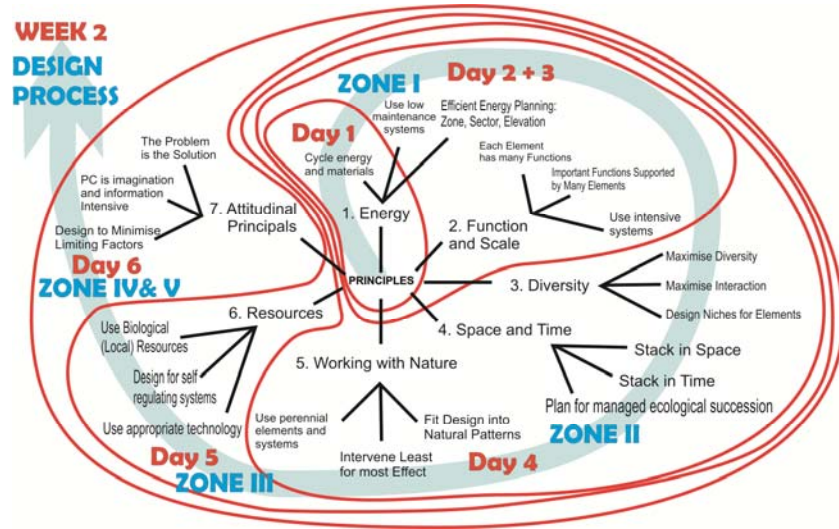 WEEK 2
DESIGN
PROCESS
ZONE I
Day 2 + 3
Day 1
Use low
maintenance
systems
Efficient Energy Planning:
Zone, Sector, Elevation
Cycle energy
and materials
1. Energy
Each Element
has many Functions
Important Functions Supported
by Many Elements
Use intensive
systems
2. Function
and Scale
The Problem
is the Solution
PC is imagination
and information
Intensive
Design to Minimise
Limiting Factors
7. Attitudinal
Principals
Day 6
ZONE IV& V
PRINCIPLES
3. Diversity
Maximise Diversity
Maximise Interaction
Design Niches for Elements
4. Space and Time
Stack in Space
Stack in Time
Plan for managed ecological succession
ZONE II
6. Resources
Use Biological
(Local) Resources
Design for self
regulating systems
Use appropriate technology
Day 5
ZONE III
5. Working with Nature
Use perennial
elements and
systems
Intervene Least
for most Effect
Fit Design into
Natural Patterns
Day 4